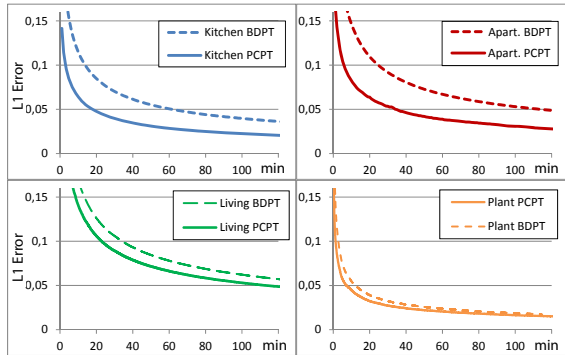 0,15
Kitchen BDPT
Kitchen PCPT
0,1
L1 Error
0,05
0
0 20 40 60 80 100 min
0,15
Apart. BDPT
Apart. PCPT
0,1
0,05
0
0 20 40 60 80 100 min
0,15
Living BDPT
Living PCPT
0,1
L1 Error
0,05
0
0 20 40 60 80 100 min
0,15
Plant PCPT
Plant BDPT
0,1
0,05
0
0 20 40 60 80 100 min